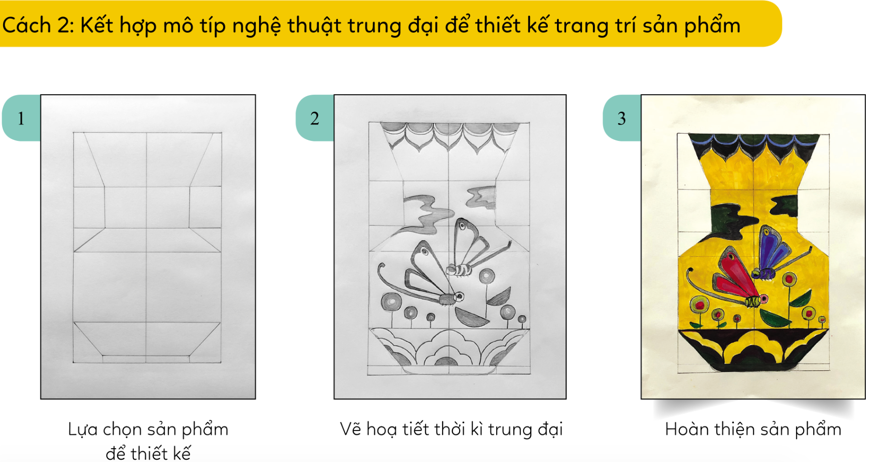 Cách 2: Kết hợp mô típ nghệ thuật trung đại để thiết kế trang trí sản phẩm
1
2
3
Lựa chọn sản phẩm
để thiết kế
Vẽ hoạ tiết thời kì trung đại
Hoàn thiện sản phẩm